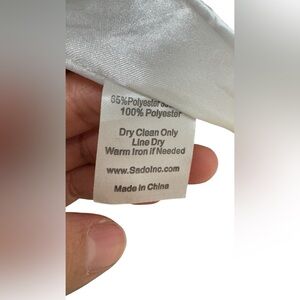 65%Polyester
100% Polyester
Dry Clean Only
Line Dry
Warm Iron if Needed
www.SadoInc.com
Made in China